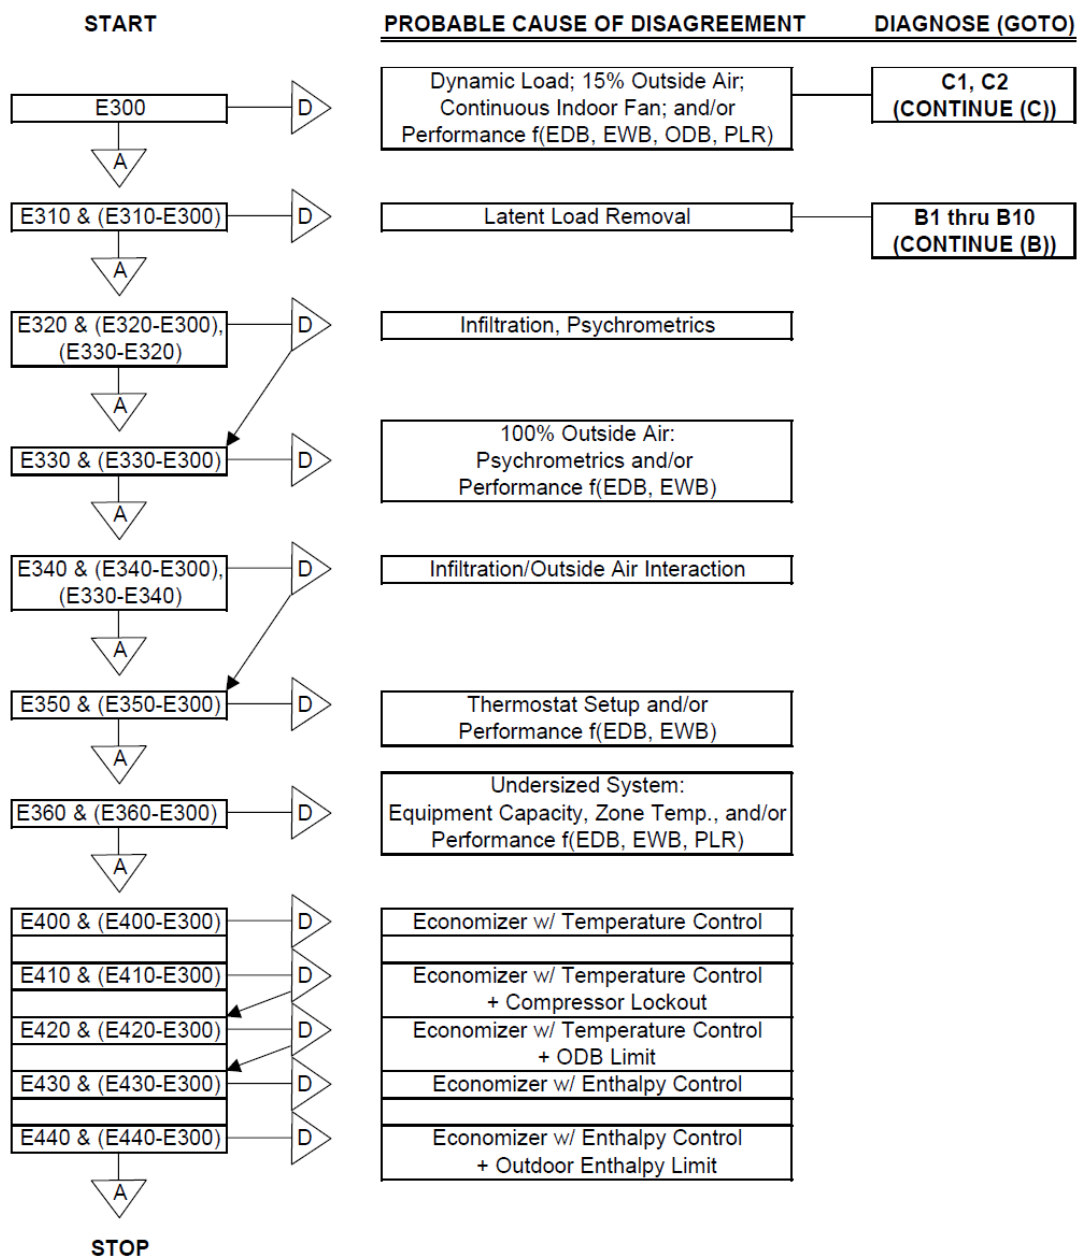 START
PROBABLE CAUSE OF DISAGREEMENT
DIAGNOSE (GOTO)
E300
D
Dynamic Load; 15% Outside Air;
Continuous Indoor Fan; and/or
Performance f(EDB, EWB, ODB, PLR)
C1, C2
(CONTINUE (C))
A
E310 & (E310-E300)
D
Latent Load Removal
B1 thru B10
(CONTINUE (B))
A
E320 & (E320-E300),
(E330-E320)
D
Infiltration, Psychrometrics
A
E330 & (E330-E300)
D
100% Outside Air:
Psychrometrics and/or
Performance f(EDB, EWB)
A
E340 & (E340-E300),
(E330-E340)
D
Infiltration/Outside Air Interaction
A
E350 & (E350-E300)
D
Thermostat Setup and/or
Performance f(EDB, EWB)
A
E360 & (E360-E300)
D
Undersized System:
Equipment Capacity, Zone Temp., and/or
Performance f(EDB, EWB, PLR)
A
E400 & (E400-E300)
D
Economizer w/ Temperature Control
E410 & (E410-E300)
D
Economizer w/ Temperature Control
+ Compressor Lockout
E420 & (E420-E300)
D
Economizer w/ Temperature Control
+ ODB Limit
E430 & (E430-E300)
D
Economizer w/ Enthalpy Control
E440 & (E440-E300)
D
Economizer w/ Enthalpy Control
+ Outdoor Enthalpy Limit
A
STOP